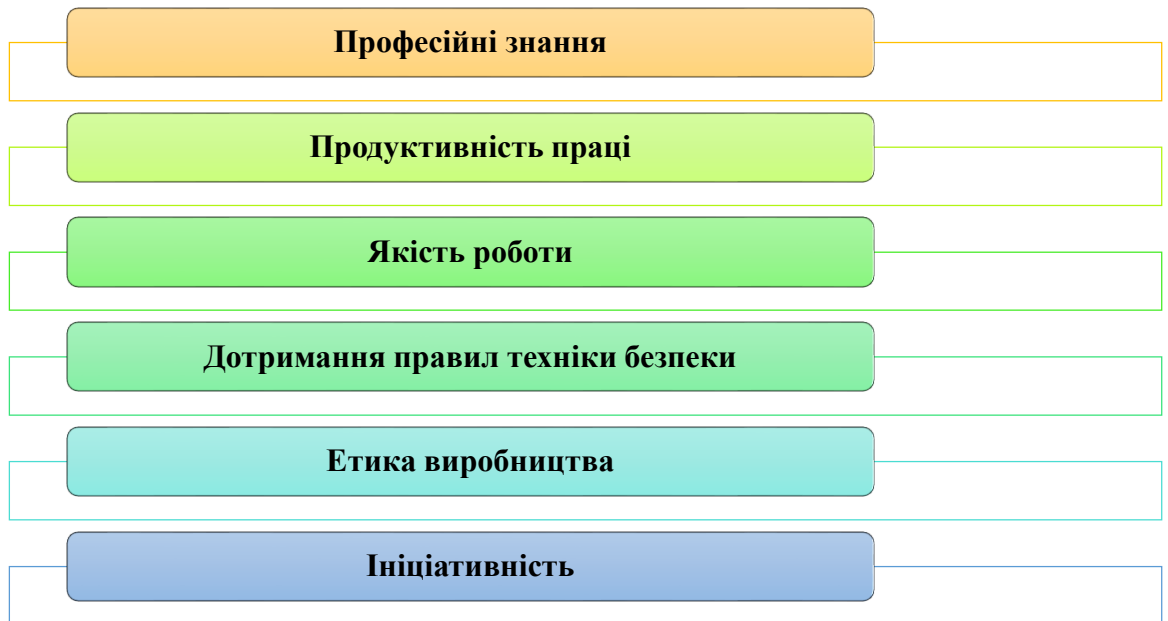 Професійні знання
Продуктивність праці
Якість роботи
Дотримання правил техніки безпеки
Етика виробництва
Ініціативність